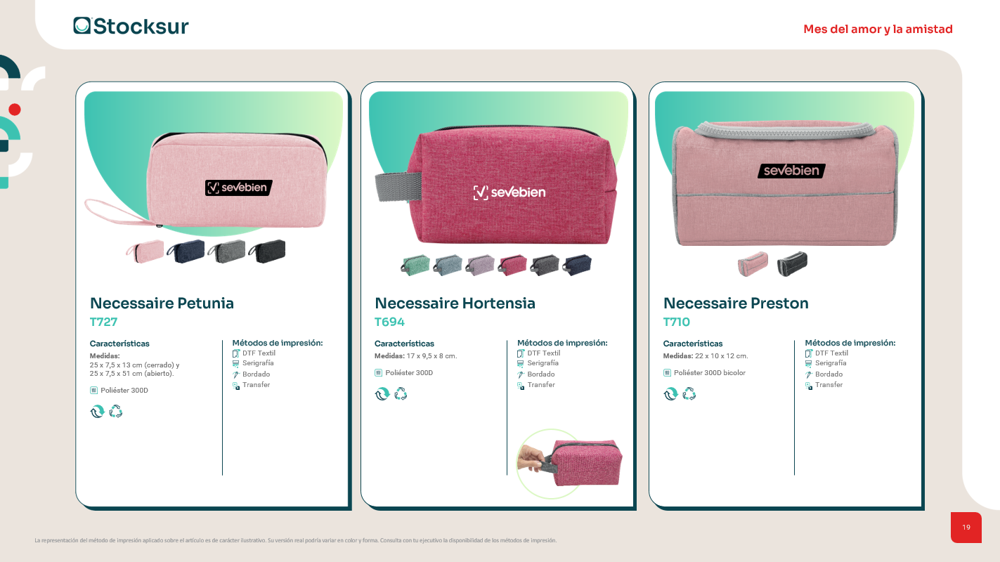 Stocksur
Mes del amor y la amistad
sevebien
Necessaire Petunia
T727
Características
Medidas:
25 x 7,5 x 13 cm (cerrado) y
25 x 7,5 x 51 cm (abierto).
Poliéster 300D
Métodos de impresión:
DTF Textil
Serigrafía
Bordado
Transfer
sevebien
Necessaire Hortensia
T694
Características
Medidas: 17 x 9,5 x 8 cm.
Poliéster 300D
Métodos de impresión:
DTF Textil
Serigrafía
Bordado
Transfer
sevebien
Necessaire Preston
T710
Características
Medidas: 22 x 10 x 12 cm.
Poliéster 300D bicolor
Métodos de impresión:
DTF Textil
Serigrafía
Bordado
Transfer
19
La representación del método de impresión aplicado sobre el artículo es de carácter ilustrativo. Su versión real podría variar en color y forma. Consulta con tu ejecutivo la disponibilidad de los métodos de impresión.